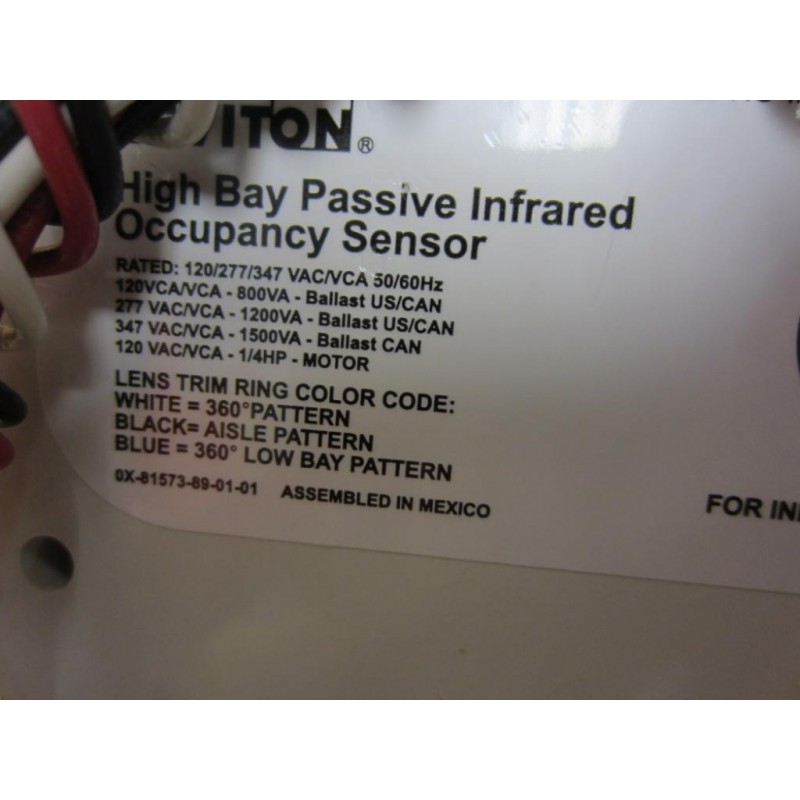 VITON®
High Bay Passive Infrared
Occupancy Sensor
RATED: 120/277/347 VAC/VCA 50/60Hz
120VCA/VCA - 800VA - Ballast US/CAN
277 VAC/VCA - 1200VA - Ballast US/CAN
347 VAC/VCA - 1500VA - Ballast CAN
120 VAC/VCA - 1/4HP - MOTOR
LENS TRIM RING COLOR CODE:
WHITE = 360°PATTERN
BLACK= AISLE PATTERN
BLUE = 360° LOW BAY PATTERN
0X-81573-89-01-01 ASSEMBLED IN MEXICO
FOR IN